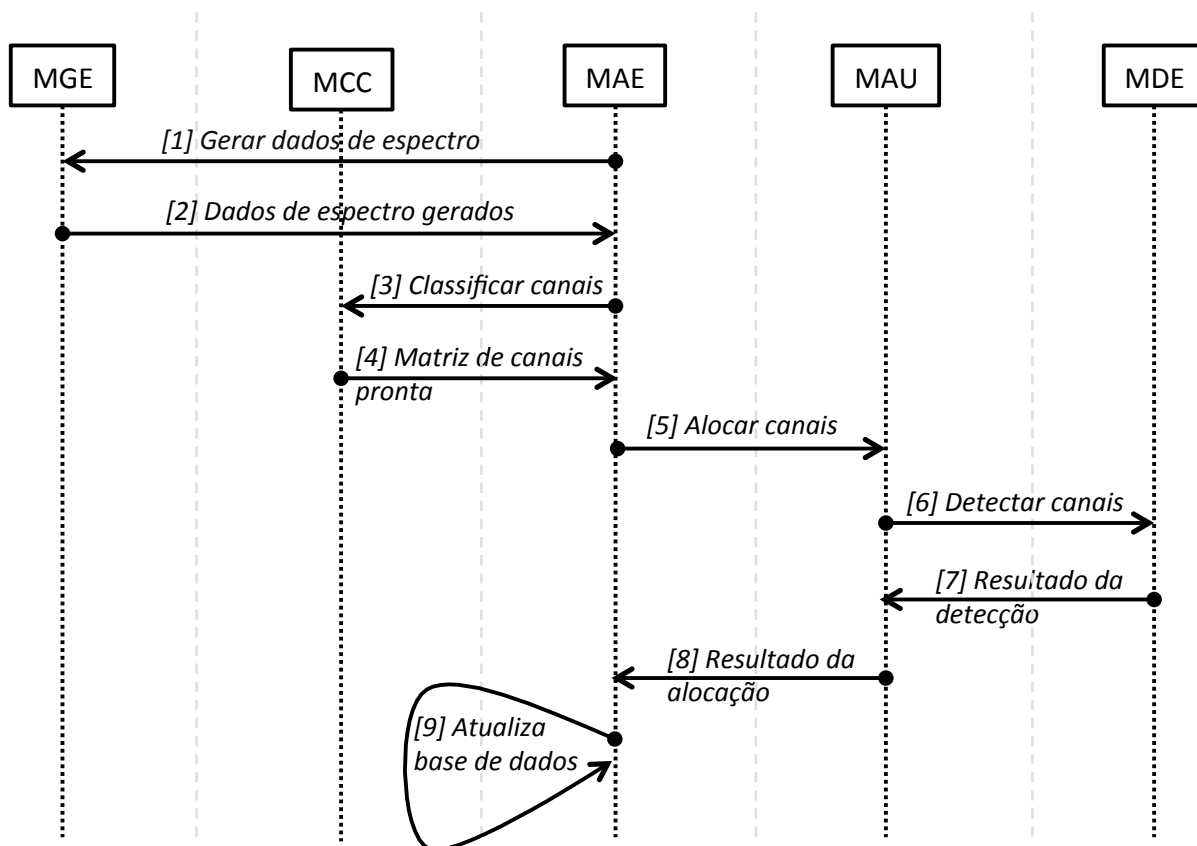 MGE
MCC
MAE
MAU
MDE
[1] Gerar dados de espectro
[2] Dados de espectro gerados
[3] Classificar canais
[4] Matriz de canais
pronta
[5] Alocar canais
[6] Detectar canais
[7] Resultado da
detecção
[8] Resultado da
alocação
[9] Atualiza
base de dados